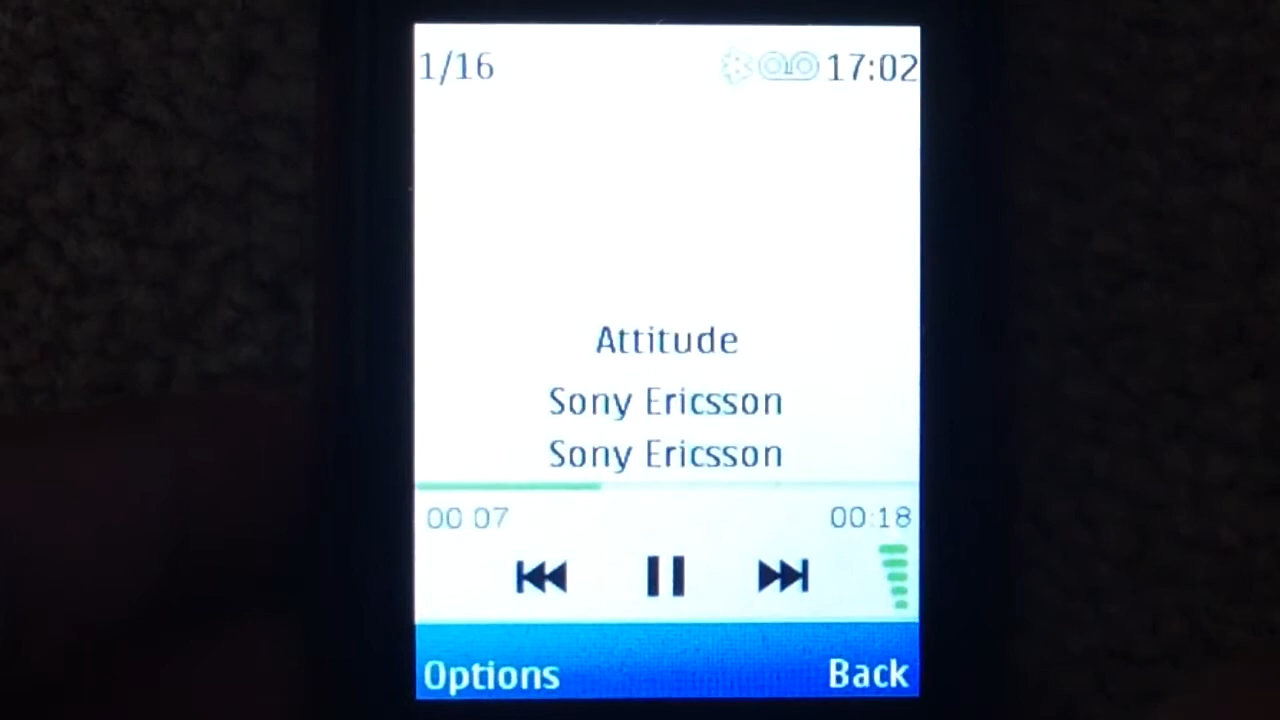 1/16 17:02
Attitude
Sony Ericsson
Sony Ericsson
00 07 00:18
Options Back